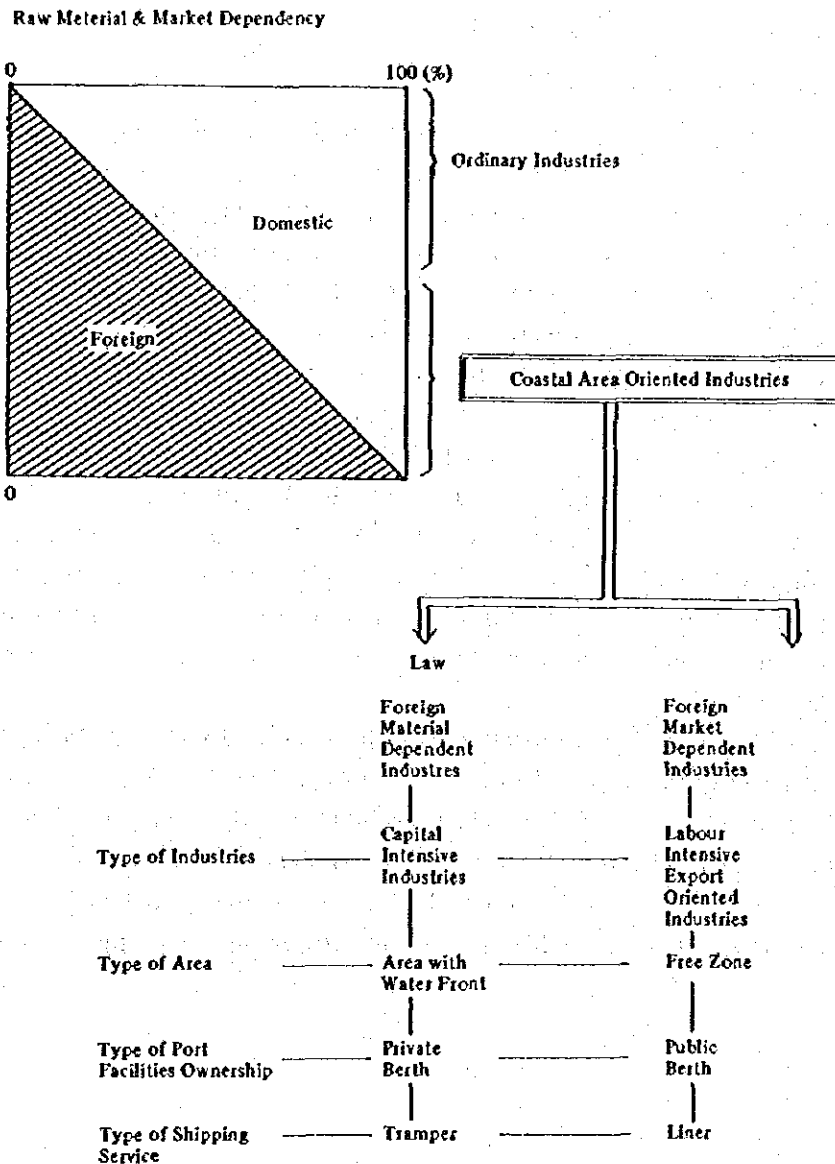 Raw Meterial & Market Dependency
0
100 (%)
Ordinary Industries
Domestic
Foreign
Coastal Area Oriented Industries
0
Law
Foreign
Material
Dependent
Industres
Foreign
Market
Dependent
Industries
Type of Industries
Capital
Intensive
Industries
Labour
Intensive
Export
Oriented
Industries
Type of Area
Area with
Water Front
Free Zone
Type of Port
Facilities Ownership
Private
Berth
Public
Berth
Type of Shipping
Service
Tramper
Liner